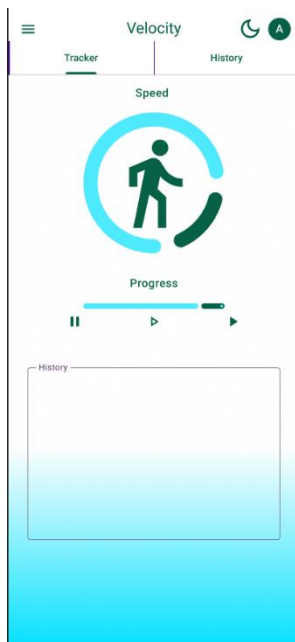 Velocity
A
Tracker
History
Speed
Progress
History